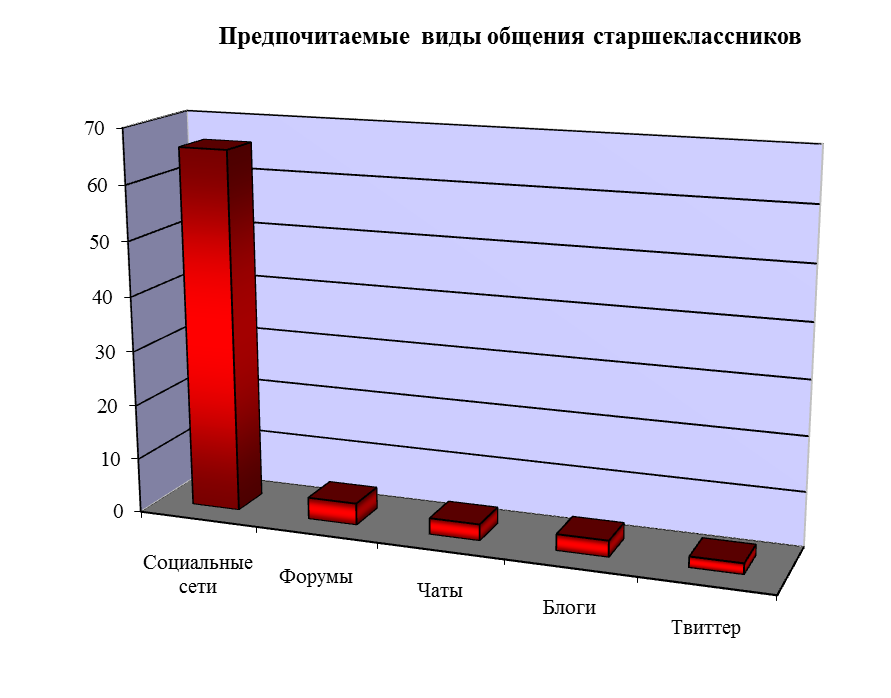 Предпочитаемые виды общения старшеклассников
70
60
50
40
30
20
10
0
Социальные
сети
Форумы
Чаты
Блоги
Твиттер